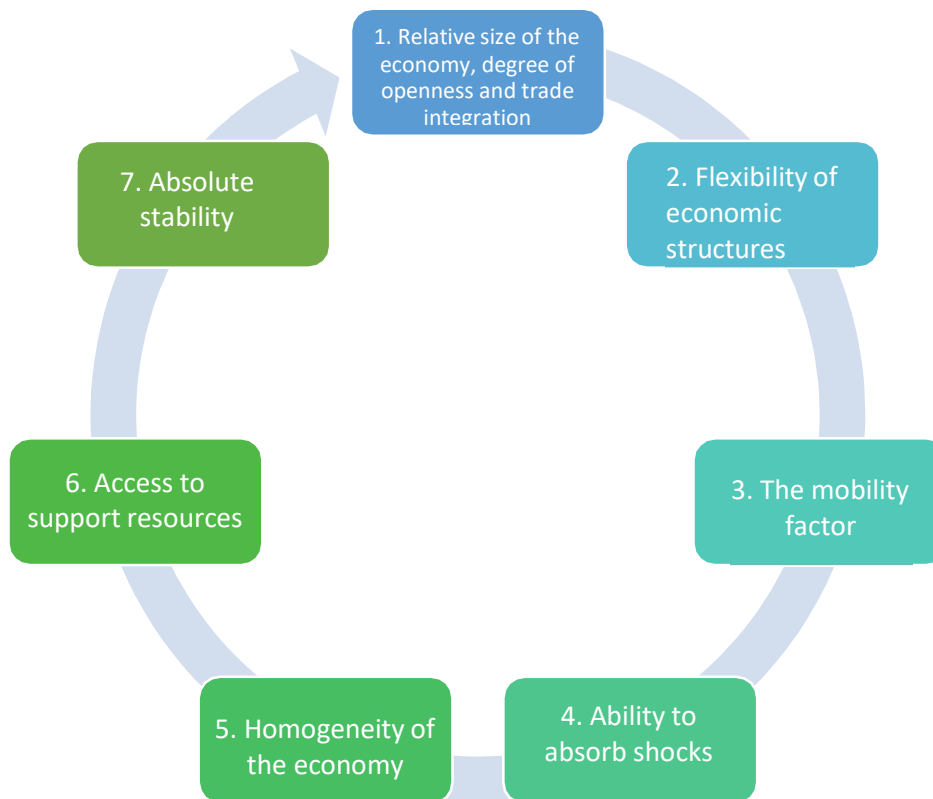 1. Relative size of the
economy, degree of
openness and trade
integration
2. Flexibility of
economic
structures
3. The mobility
factor
4. Ability to
absorb shocks
5. Homogeneity of
the economy
6. Access to
support resources
7. Absolute
stability